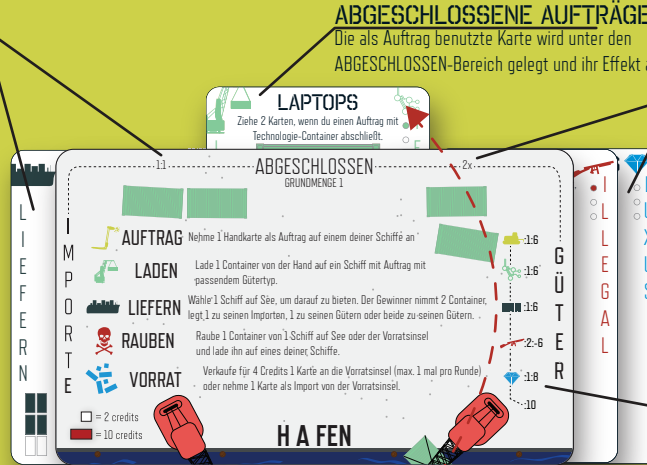 ABGESCHLOSSENE AUFTRÄGE
Die als Auftrag benutzte Karte wird unter den
ABGESCHLOSSEN-Bereich gelegt und ihr Effekt
LAPTOPS
Ziehe 2 Karten, wenn du einen Auftrag mit
Technologie-Container abschließt.
1:1
ABGESCHLOSSEN
2x
GRUNDMENGE 1
LIEFERN
IMPORTE
AUFTRAG Nehme 1 Handkarte als Auftrag auf einem deiner Schiffe an
LADEN Lade 1 Container von der Hand auf ein Schiff mit Auftrag mit
passendem Gütertyp.
LIEFERN Wähle 1 Schiff auf See, um darauf zu bieten. Der Gewinner nimmt 2 Container,
legt 1 zu seinen Importen, 1 zu seinen Gütern oder beide zu seinen Gütern.
RAUBEN Raube 1 Container von 1 Schiff auf See oder der Vorratsinsel
und lade ihn auf eines deiner Schiffe.
VORRAT Verkaufe für 4 Credits 1 Karte an die Vorratsinsel (max. 1 mal pro Runde)
oder nehme 1 Karte als Import von der Vorratsinsel.
:1:6
:1:6
:1:6
:2:-6
:1:8
:10
GÜTER
ILLEGAL
= 2 credits
= 10 credits
HAFEN